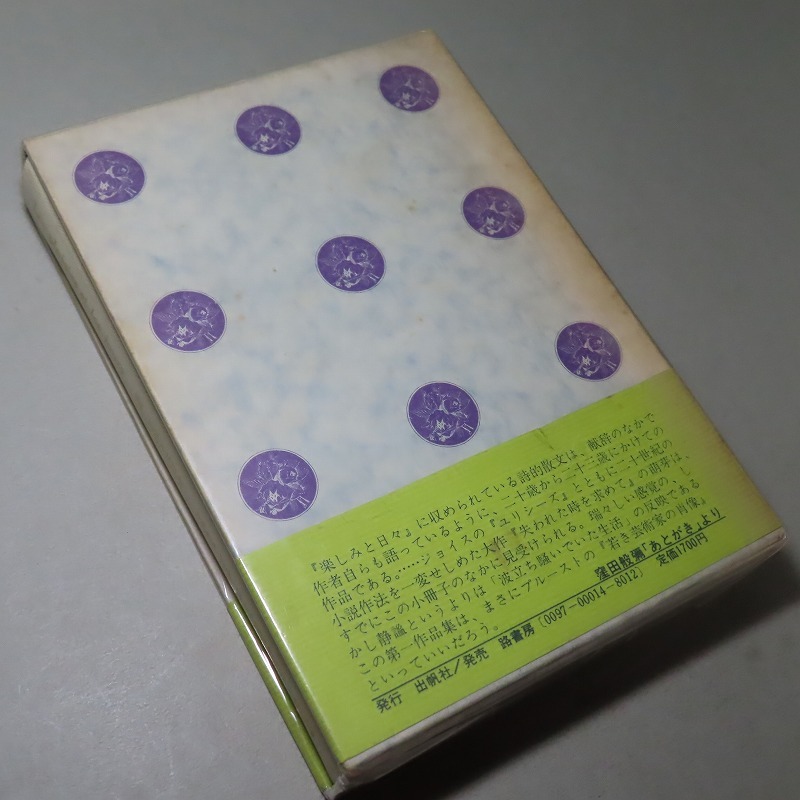 『楽しみと日々』に収められている詩的散文は、献辞のなかで
作者自らも語っているように、二十歳から二十三歳にかけての
作品である。……ジョイスの『ユリシーズ』とともに二十世紀の
小説作法を一変せしめた大作『失われた時を求めて』の萌芽は、
すでにこの小冊子のなかに見受けられる。瑞々しい感覚の、し
かし静謐というよりは「波立ち騒いでいた生活」の反映である
この第一作品集は、まさにプルーストの『若き芸術家の肖像』
といっていいだろう。
窪田般彌「あとがき」より
発行 出帆社/発売 路書房〔0097-00014-8012〕 定価1700円